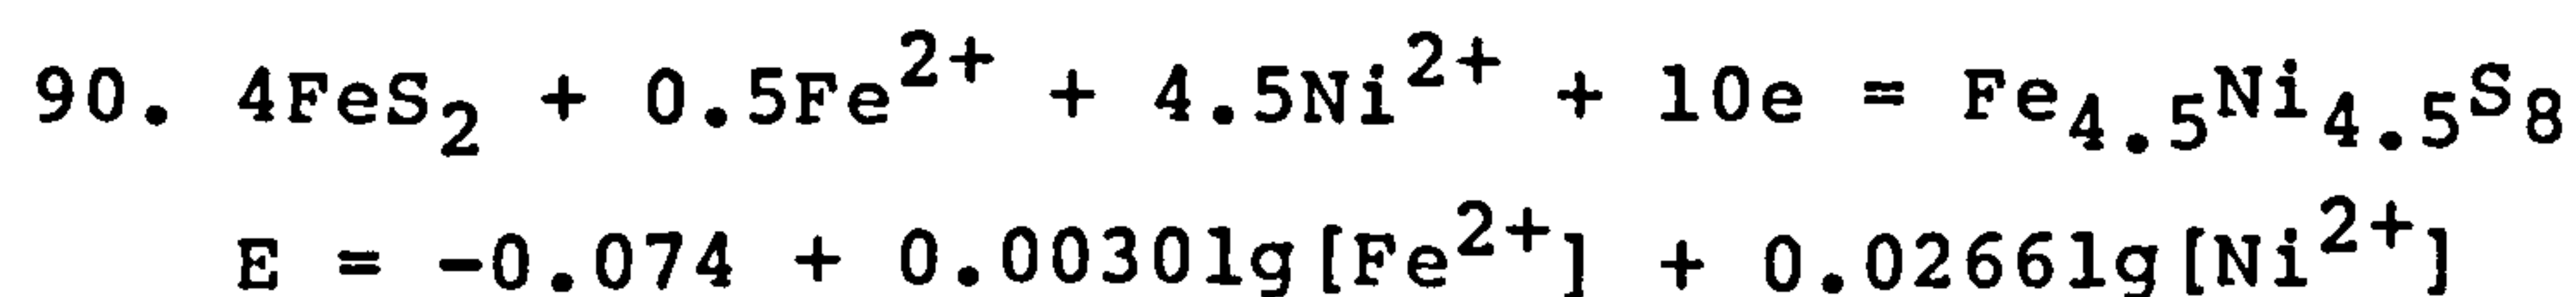 90. 4FeS₂ + 0.5Fe²⁺ + 4.5Ni²⁺ + 10e = Fe₄.₅Ni₄.₅S₈
E = -0.074 + 0.0030lg[Fe²⁺] + 0.0266lg[Ni²⁺]